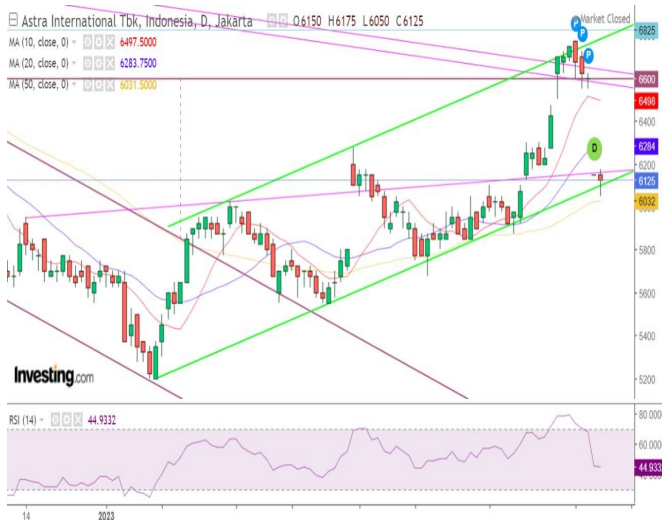 Astra International Tbk, Indonesia, D, Jakarta O6150 H6175 L6050 C6125
Market Closed
MA (10, close, 0) 6497.5000
MA (20, close, 0) 6283.7500
MA (50, close, 0) 6031.5000
P
P
P
D
6825
6600
6498
6400
6284
6200
6125
6032
5800
5600
5400
5200
Investing.com
RSI (14) 44.9332
80.0000
60.0000
44.9332
14 2023